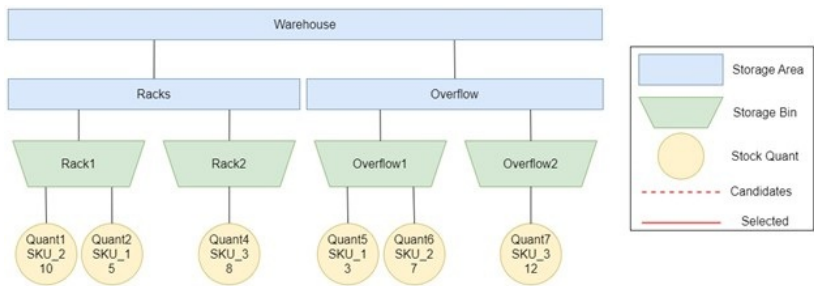 Warehouse
Racks
Overflow
Rack1
Rack2
Overflow1
Overflow2
Quant1
SKU_2
10
Quant2
SKU_1
5
Quant4
SKU_3
8
Quant5
SKU_1
3
Quant6
SKU_2
7
Quant7
SKU_3
12
Storage Area
Storage Bin
Stock Quant
Candidates
Selected